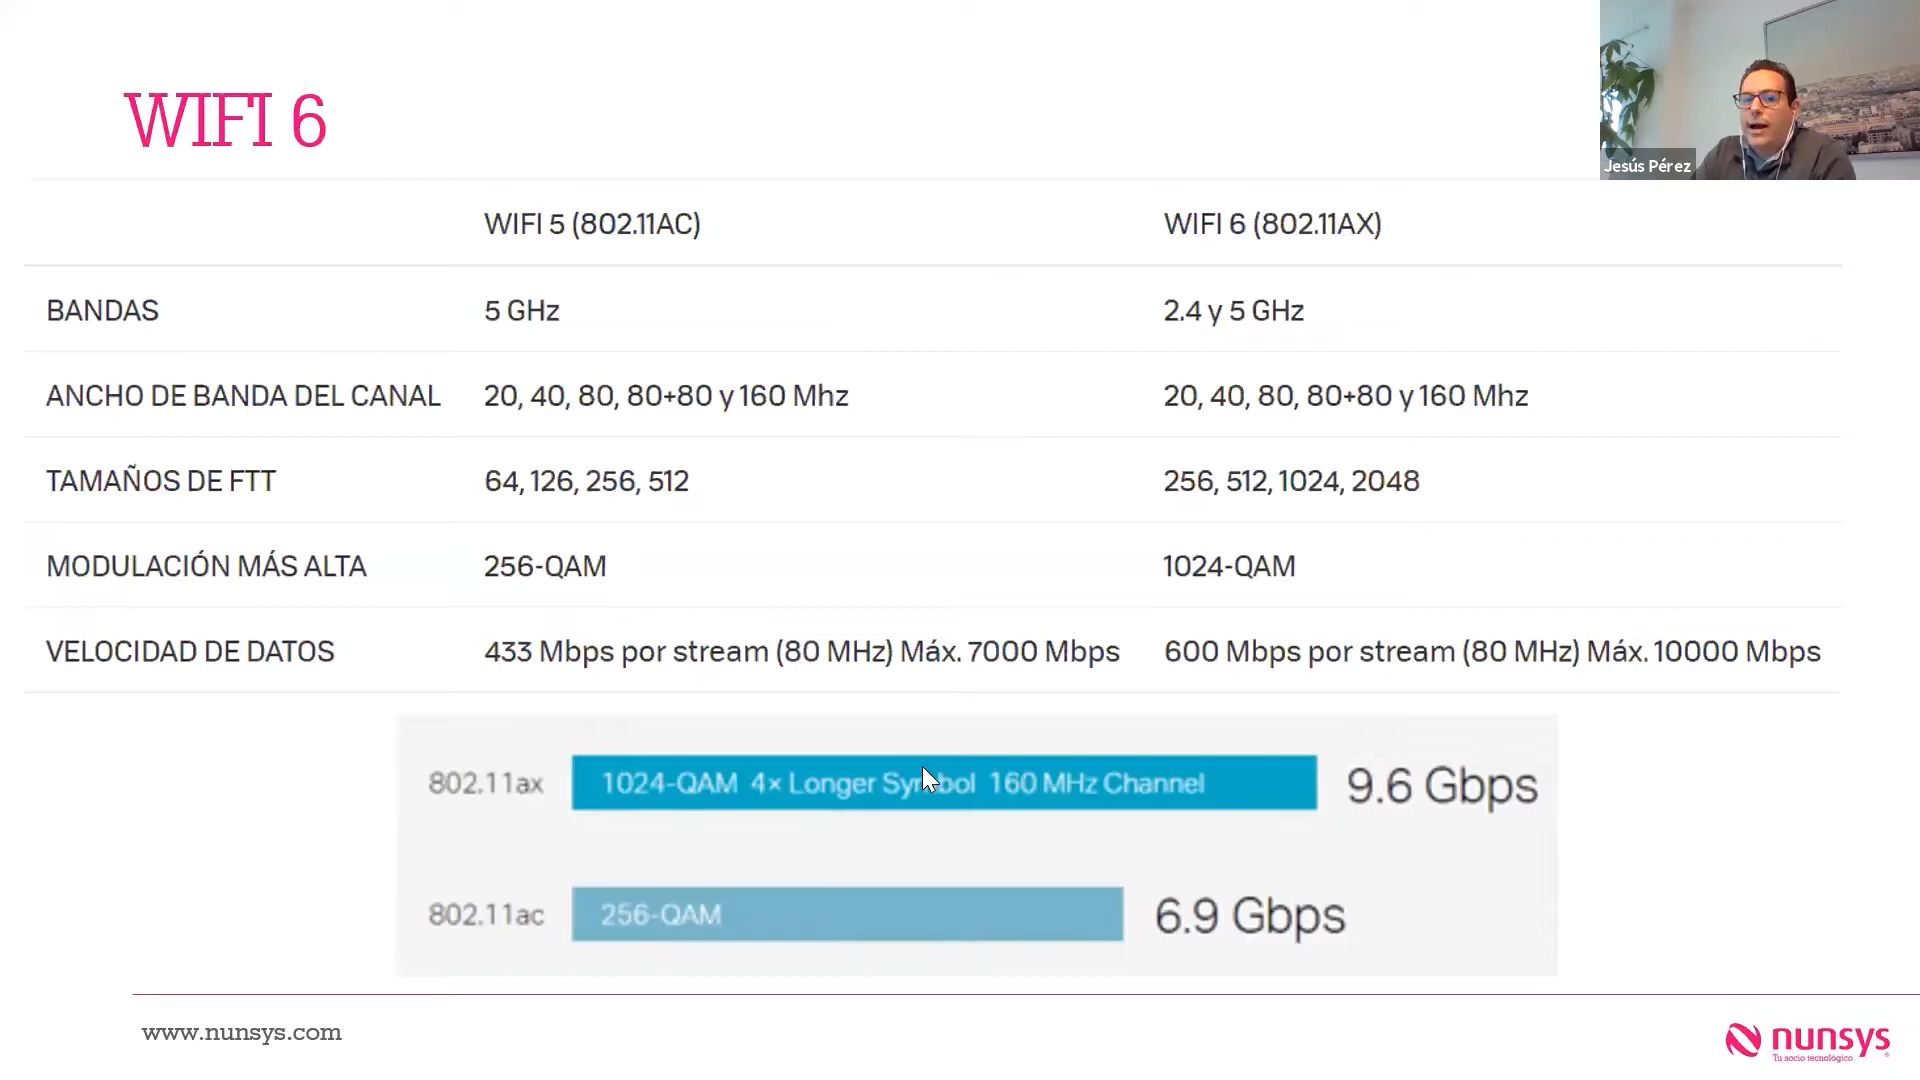 WIFI 6
Jesús Pérez
WIFI 5 (802.11AC) WIFI 6 (802.11AX)
BANDAS 5 GHz 2.4 y 5 GHz
ANCHO DE BANDA DEL CANAL 20, 40, 80, 80+80 y 160 Mhz 20, 40, 80, 80+80 y 160 Mhz
TAMAÑOS DE FTT 64, 126, 256, 512 256, 512, 1024, 2048
MODULACIÓN MÁS ALTA 256-QAM 1024-QAM
VELOCIDAD DE DATOS 433 Mbps por stream (80 MHz) Máx. 7000 Mbps 600 Mbps por stream (80 MHz) Máx. 10000 Mbps
802.11ax 1024-QAM 4× Longer Symbol 160 MHz Channel 9.6 Gbps
802.11ac 256-QAM 6.9 Gbps
www.nunsys.com
nunsys
Tu socio tecnológico